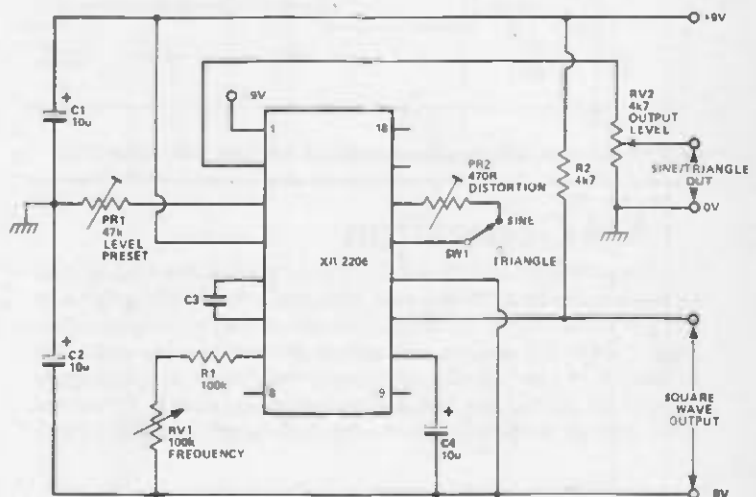 +9V
C1
10u
9V
1
18
RV2
4k7
OUTPUT
LEVEL
PR2
470R
DISTORTION
R2
4k7
SINE/TRIANGLE
OUT
0V
PR1
47k
LEVEL
PRESET
SINE
SW1
TRIANGLE
XR 2206
C3
C2
10u
R1
100k
8
9
RV1
100k
FREQUENCY
C4
10u
SQUARE
WAVE
OUTPUT